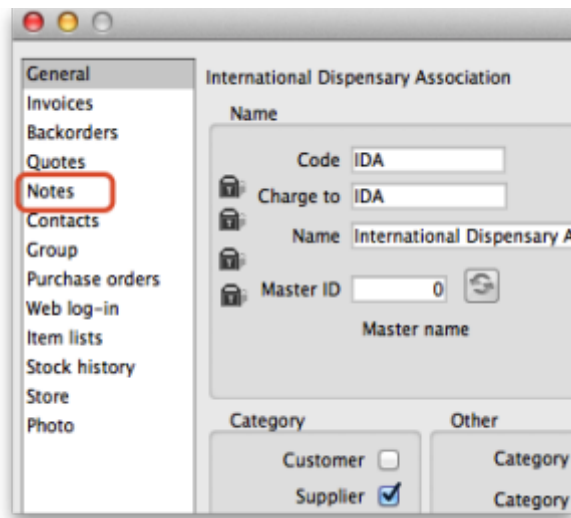 General
Invoices
Backorders
Quotes
Notes
Contacts
Group
Purchase orders
Web log-in
Item lists
Stock history
Store
Photo
International Dispensary Association
Name
Code IDA
Charge to IDA
Name International Dispensary A
Master ID 0
Master name
Category
Customer
Supplier
Other
Category
Category